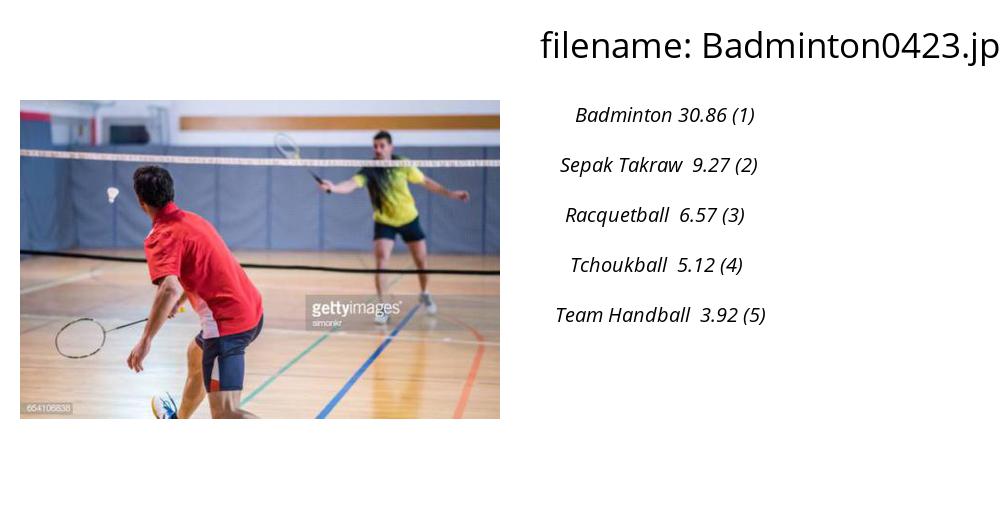 filename: Badminton0423.jp
Badminton 30.86 (1)
Sepak Takraw 9.27 (2)
Racquetball 6.57 (3)
Tchoukball 5.12 (4)
Team Handball 3.92 (5)
gettyimages®
simonkr
654106838